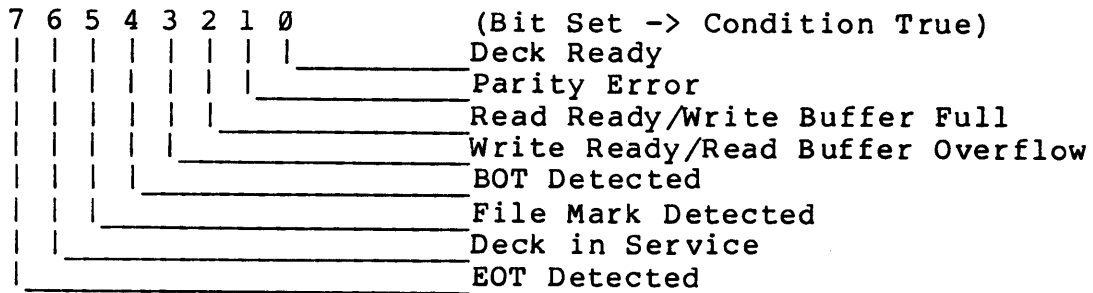 7 6 5 4 3 2 1 Ø (Bit Set -> Condition True)
Deck Ready
Parity Error
Read Ready/Write Buffer Full
Write Ready/Read Buffer Overflow
BOT Detected
File Mark Detected
Deck in Service
EOT Detected